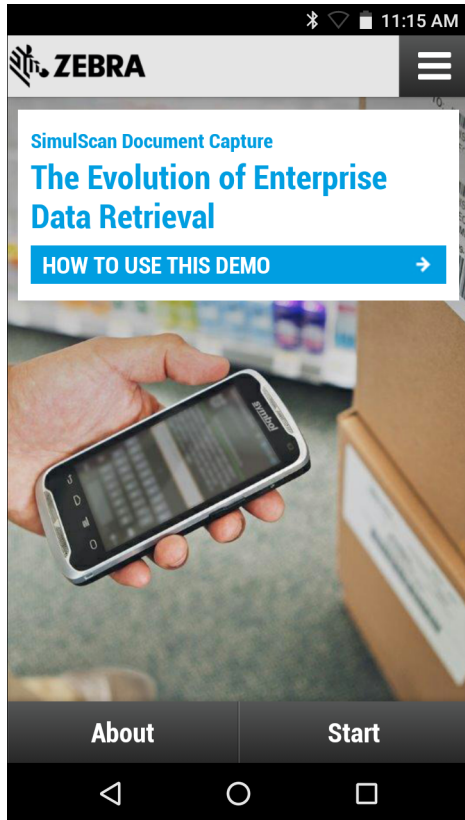 11:15 AM
ZEBRA
SimulScan Document Capture
The Evolution of Enterprise
Data Retrieval
HOW TO USE THIS DEMO
symbol
About
Start